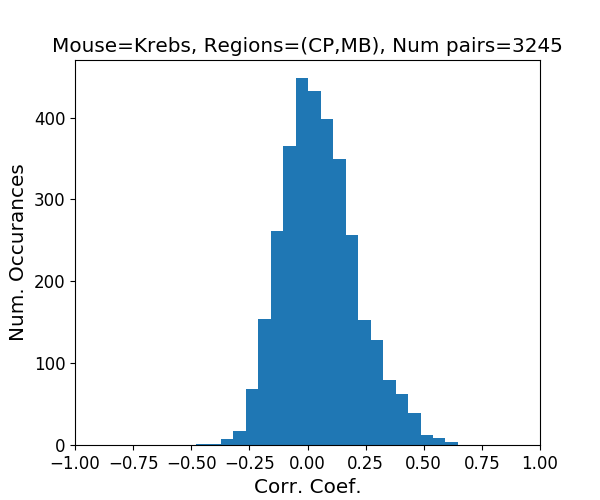 Mouse=Krebs, Regions=(CP,MB), Num pairs=3245
400
300
200
100
0
Num. Occurances
−1.00 −0.75 −0.50 −0.25 0.00 0.25 0.50 0.75 1.00
Corr. Coef.